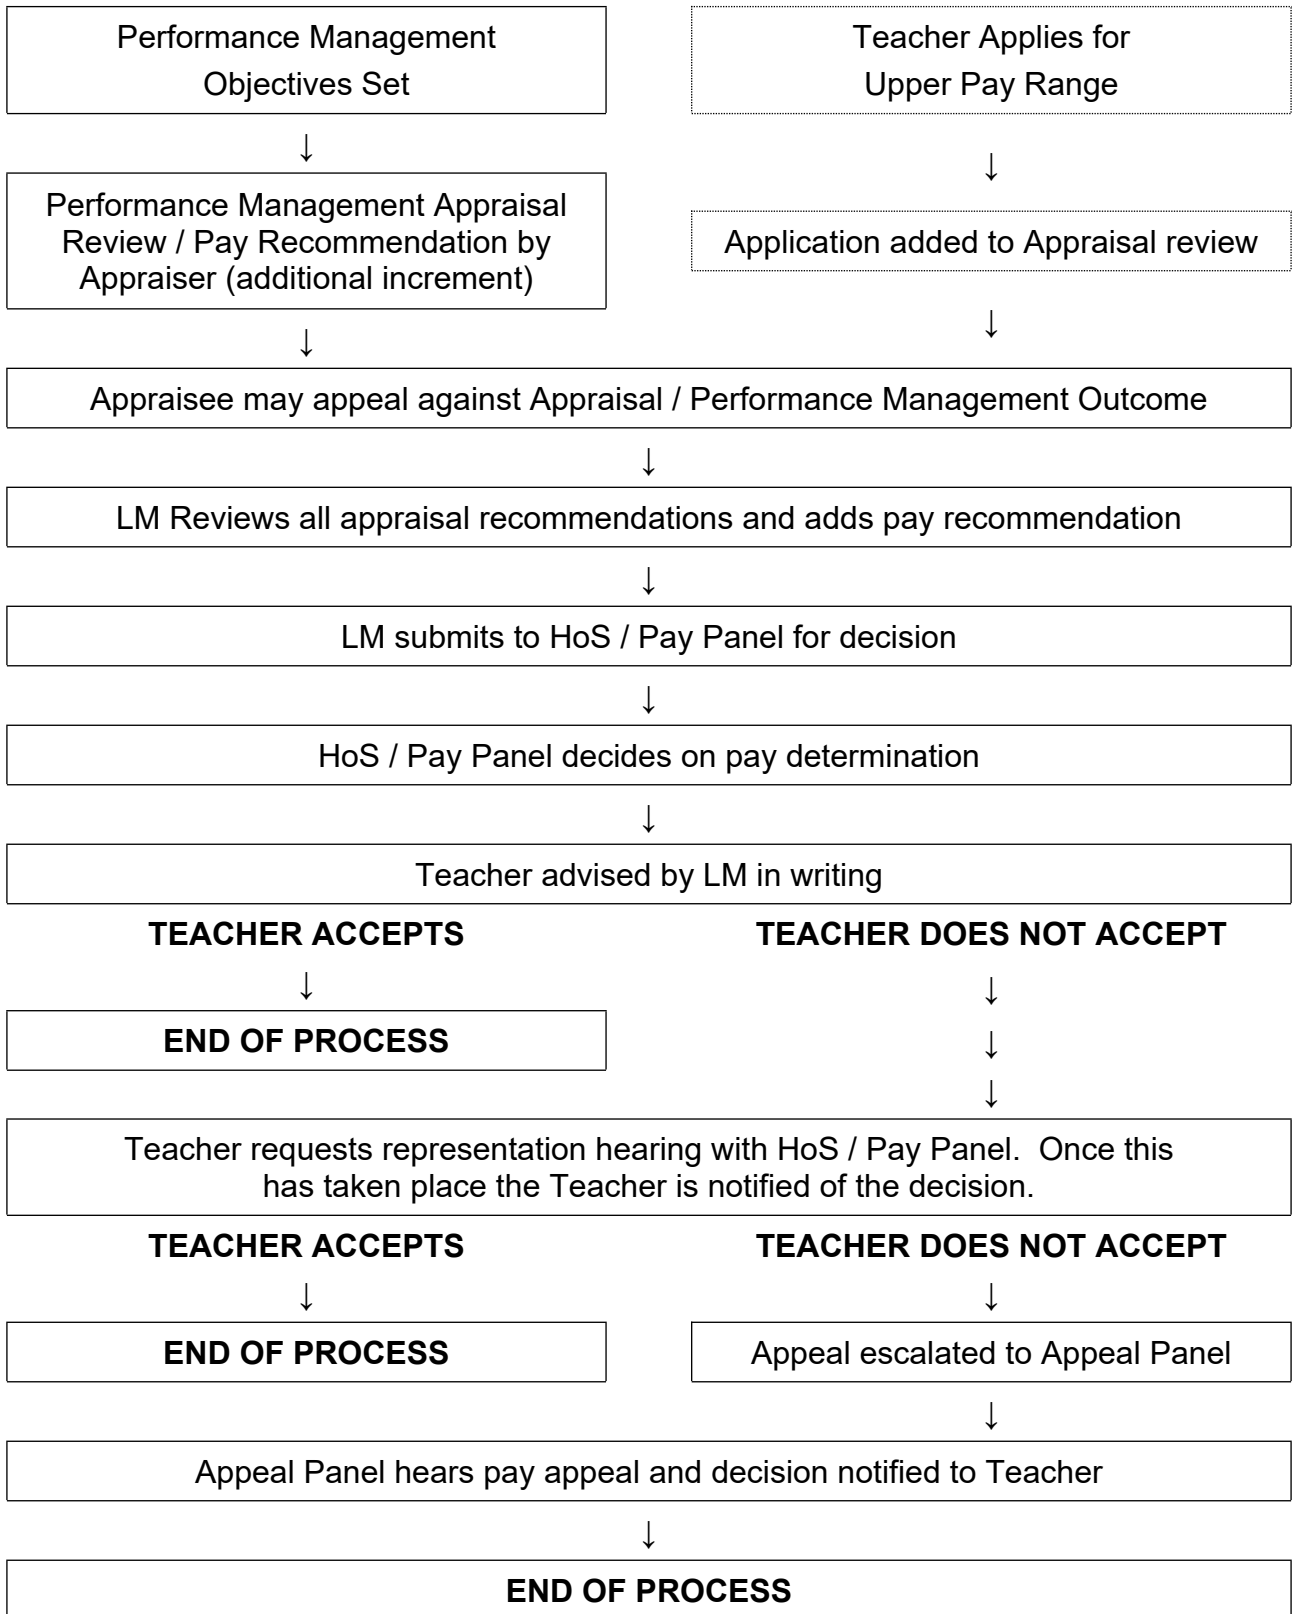 Performance Management
Objectives Set
Teacher Applies for
Upper Pay Range
↓
↓
Performance Management Appraisal
Review / Pay Recommendation by
Appraiser (additional increment)
Application added to Appraisal review
↓
↓
Appraisee may appeal against Appraisal / Performance Management Outcome
↓
LM Reviews all appraisal recommendations and adds pay recommendation
↓
LM submits to HoS / Pay Panel for decision
↓
HoS / Pay Panel decides on pay determination
↓
Teacher advised by LM in writing
TEACHER ACCEPTS
TEACHER DOES NOT ACCEPT
↓
↓
END OF PROCESS
↓
↓
Teacher requests representation hearing with HoS / Pay Panel.  Once this
has taken place the Teacher is notified of the decision.
TEACHER ACCEPTS
TEACHER DOES NOT ACCEPT
↓
↓
END OF PROCESS
Appeal escalated to Appeal Panel
↓
Appeal Panel hears pay appeal and decision notified to Teacher
↓
END OF PROCESS